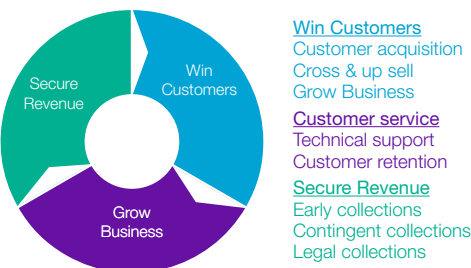 Secure
Revenue
Win
Customers
Grow
Business
Win Customers
Customer acquisition
Cross & up sell
Grow Business
Customer service
Technical support
Customer retention
Secure Revenue
Early collections
Contingent collections
Legal collections